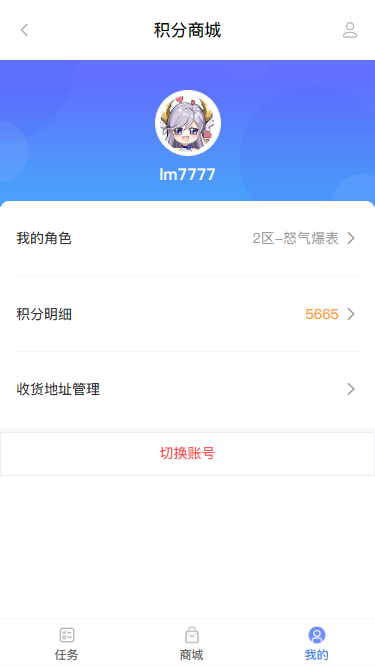 积分商城
lm7777
我的角色 2区-怒气爆表
积分明细 5665
收货地址管理
切换账号
任务 商城 我的